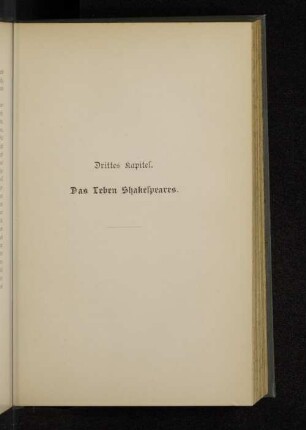 Drittes Kapitel.
Das Leben Shakespeares.